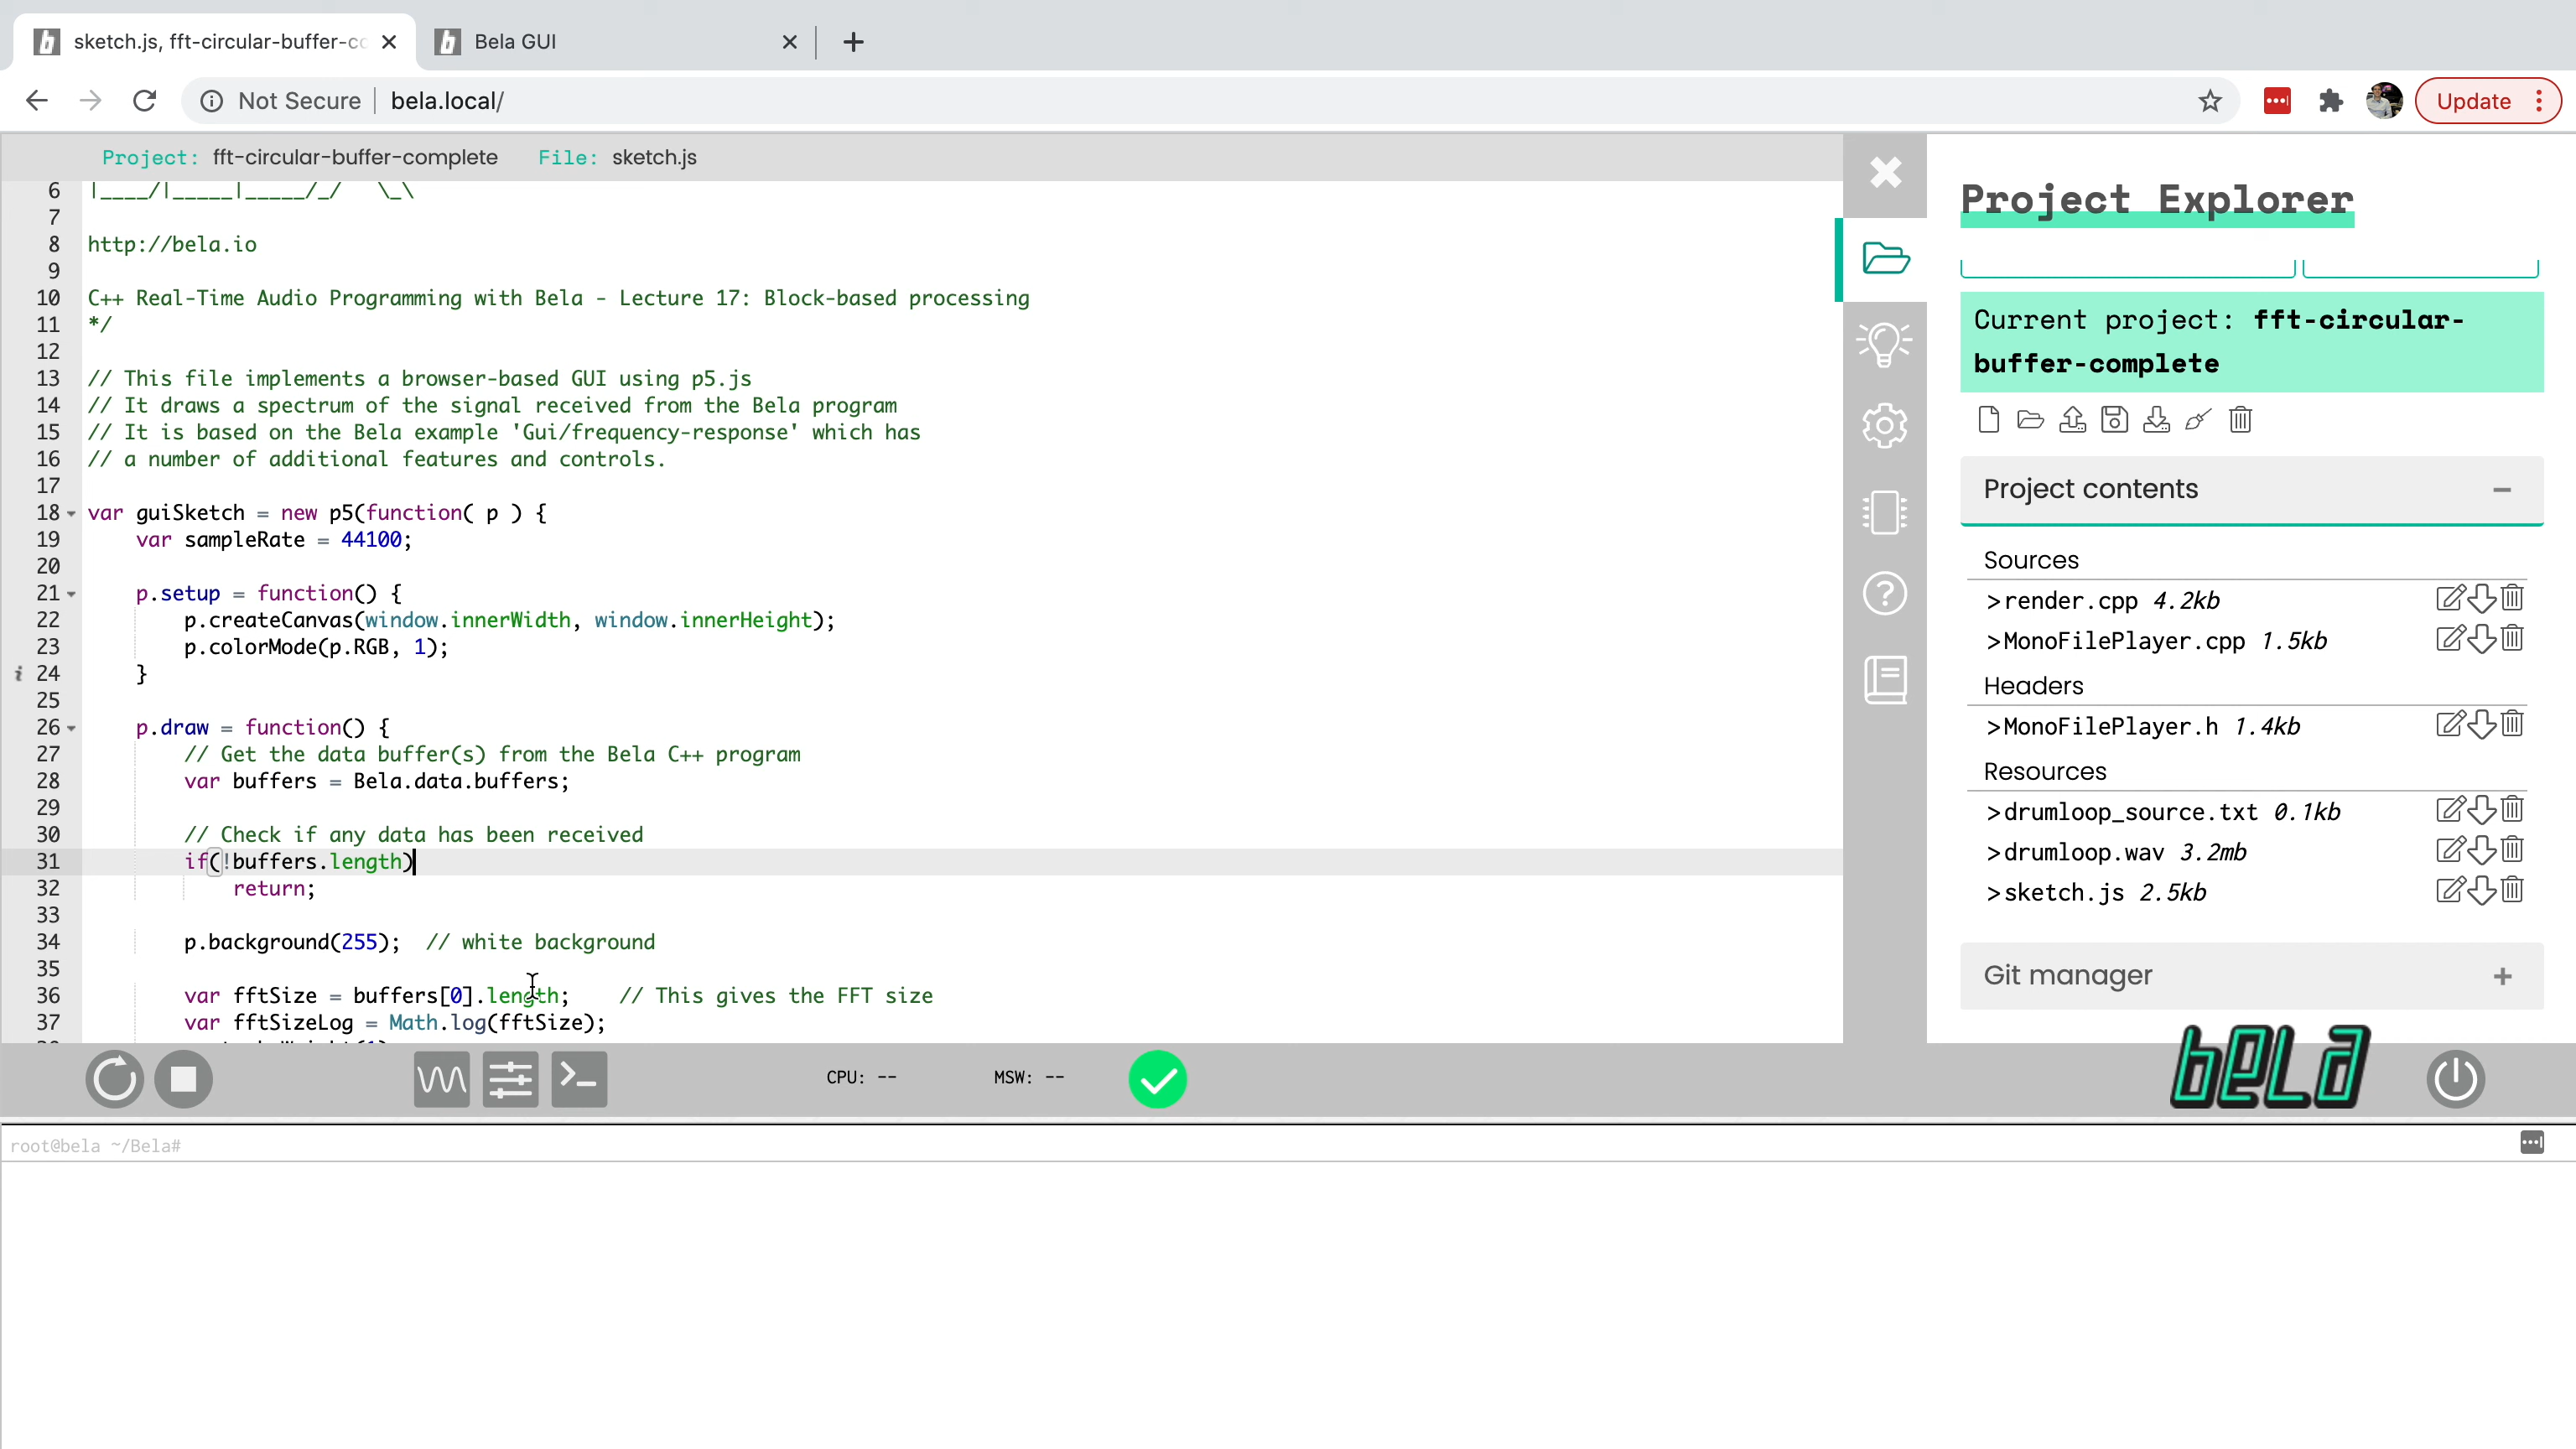 sketch.js, fft-circular-buffer-co
Bela GUI
Not Secure
bela.local/
Update
Project: fft-circular-buffer-complete File: sketch.js
6 |____/|_____|_____/_/   \_\
7
8 http://bela.io
9
10 C++ Real-Time Audio Programming with Bela - Lecture 17: Block-based processing
11 */
12
13 // This file implements a browser-based GUI using p5.js
14 // It draws a spectrum of the signal received from the Bela program
15 // It is based on the Bela example 'Gui/frequency-response' which has
16 // a number of additional features and controls.
17
18 var guiSketch = new p5(function( p ) {
19 var sampleRate = 44100;
20
21 p.setup = function() {
22 p.createCanvas(window.innerWidth, window.innerHeight);
23 p.colorMode(p.RGB, 1);
24 }
25
26 p.draw = function() {
27 // Get the data buffer(s) from the Bela C++ program
28 var buffers = Bela.data.buffers;
29
30 // Check if any data has been received
31 if(!buffers.length)
32 return;
33
34 p.background(255); // white background
35
36 var fftSize = buffers[0].length; // This gives the FFT size
37 var fftSizeLog = Math.log(fftSize);
Project Explorer
Current project: fft-circular-
buffer-complete
Project contents −
Sources
>render.cpp 4.2kb
>MonoFilePlayer.cpp 1.5kb
Headers
>MonoFilePlayer.h 1.4kb
Resources
>drumloop_source.txt 0.1kb
>drumloop.wav 3.2mb
>sketch.js 2.5kb
Git manager +
CPU: -- MSW: --
bela
root@bela ~/Bela#